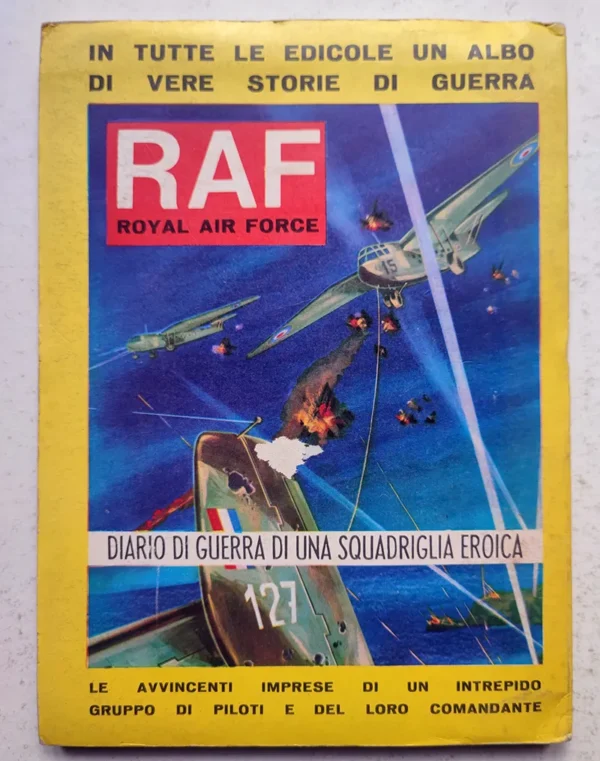 IN TUTTE LE EDICOLE UN ALBO
DI VERE STORIE DI GUERRA
RAF
ROYAL AIR FORCE
15
DIARIO DI GUERRA DI UNA SQUADRIGLIA EROICA
127
LE AVVINCENTI IMPRESE DI UN INTREPIDO
GRUPPO DI PILOTI E DEL LORO COMANDANTE